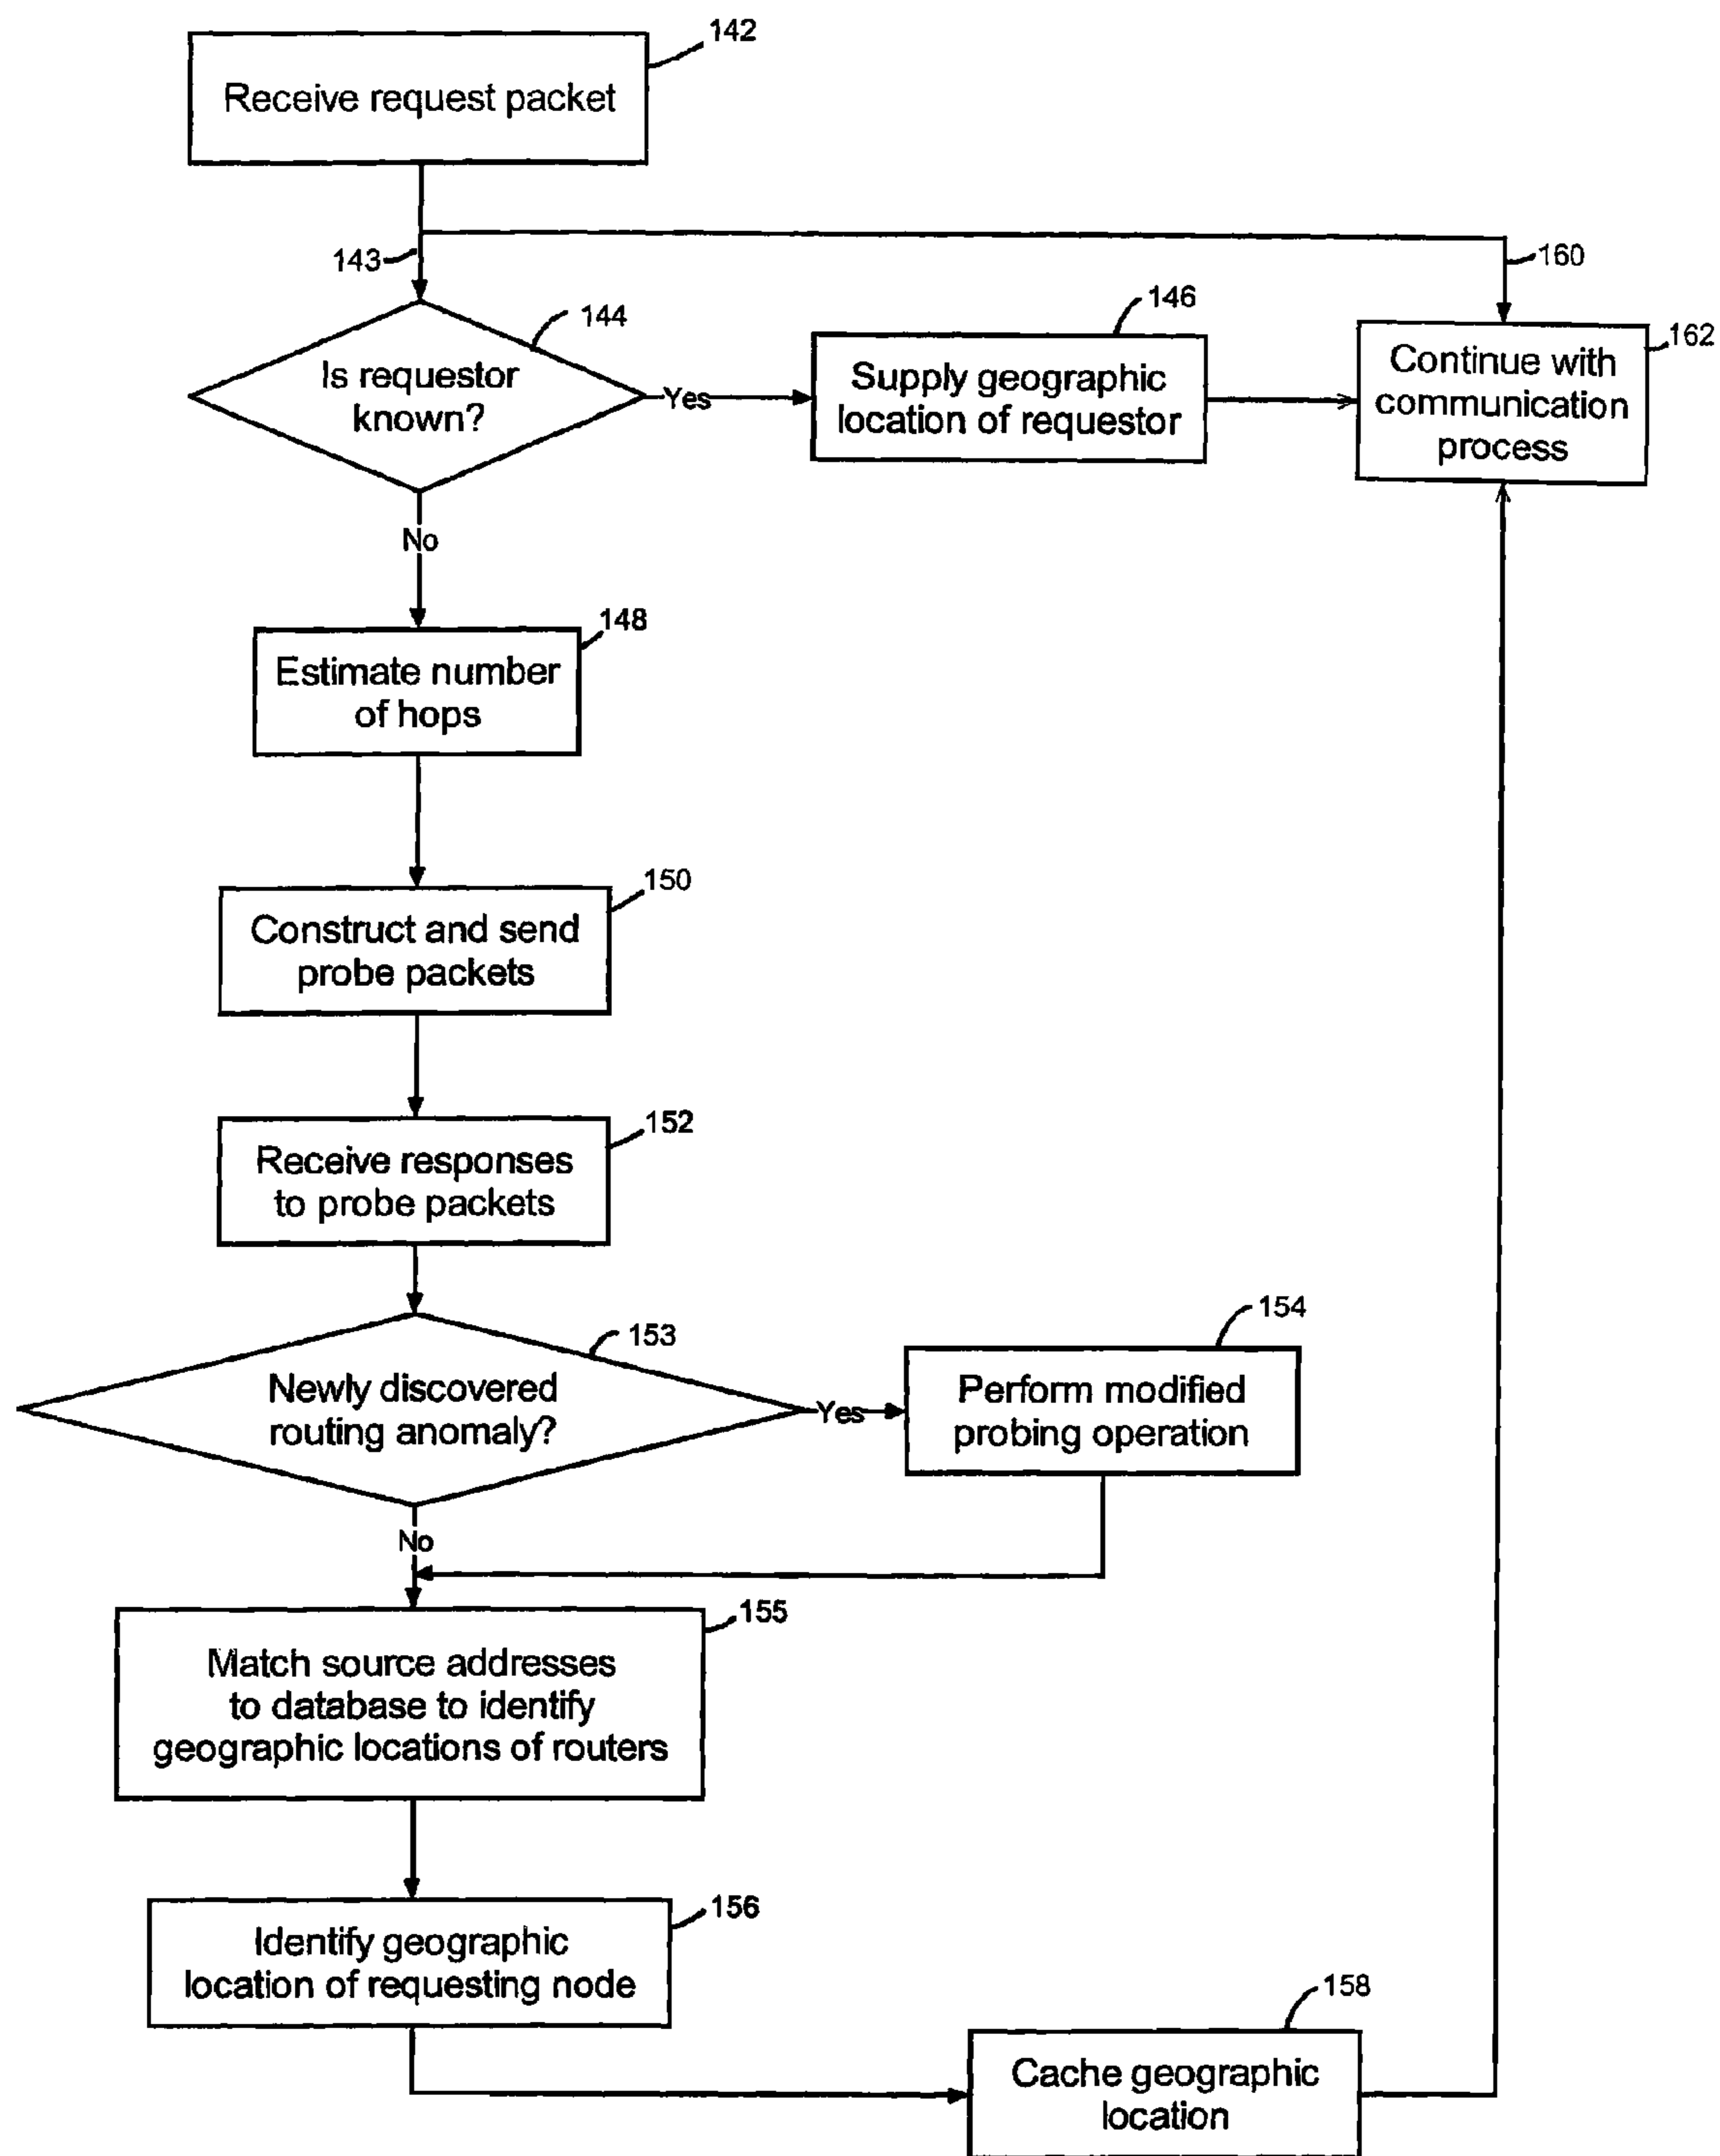 142
Receive request packet
143
160
144
Is requestor
known?
Yes
146
Supply geographic
location of requestor
162
Continue with
communication
process
No
148
Estimate number
of hops
150
Construct and send
probe packets
152
Receive responses
to probe packets
153
Newly discovered
routing anomaly?
Yes
154
Perform modified
probing operation
No
155
Match source addresses
to database to identify
geographic locations of routers
156
Identify geographic
location of requesting node
158
Cache geographic
location